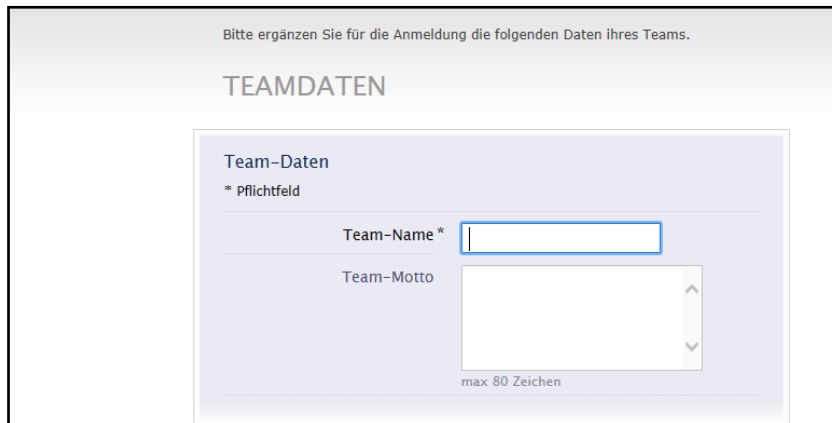 Bitte ergänzen Sie für die Anmeldung die folgenden Daten ihres Teams.
TEAMDATEN
Team-Daten
* Pflichtfeld
Team-Name *
Team-Motto
max 80 Zeichen